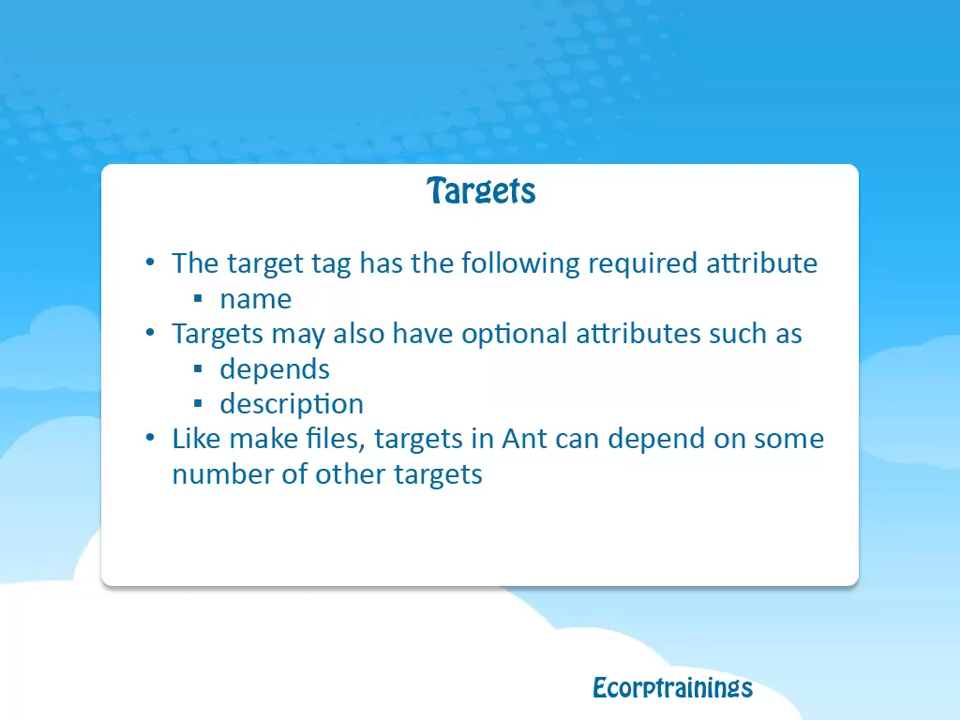 Targets
• The target tag has the following required attribute
▪ name
• Targets may also have optional attributes such as
▪ depends
▪ description
• Like make files, targets in Ant can depend on some
number of other targets
Ecorptrainings